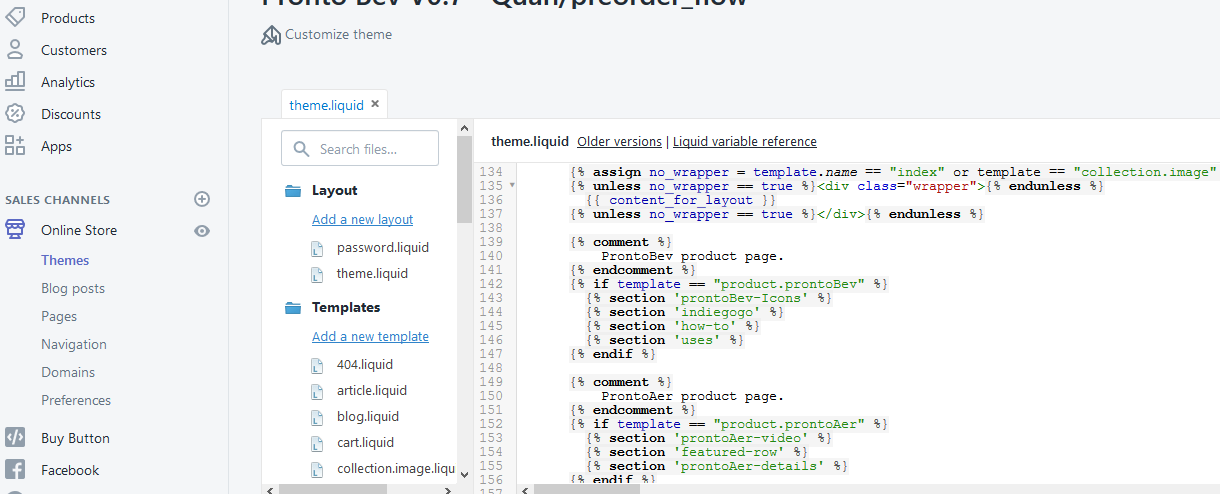 Products
Customers
Analytics
Discounts
Apps
SALES CHANNELS
Online Store
Themes
Blog posts
Pages
Navigation
Domains
Preferences
Buy Button
Facebook
Customize theme
theme.liquid ×
Search files...
Layout
Add a new layout
password.liquid
theme.liquid
Templates
Add a new template
404.liquid
article.liquid
blog.liquid
cart.liquid
collection.image.liqu
theme.liquid Older versions | Liquid variable reference
134 {% assign no_wrapper = template.name == "index" or template == "collection.image"
135 {% unless no_wrapper == true %}<div class="wrapper">{% endunless %}
136 {{ content_for_layout }}
137 {% unless no_wrapper == true %}</div>{% endunless %}
138
139 {% comment %}
140 ProntoBev product page.
141 {% endcomment %}
142 {% if template == "product.prontoBev" %}
143 {% section 'prontoBev-Icons' %}
144 {% section 'indiegogo' %}
145 {% section 'how-to' %}
146 {% section 'uses' %}
147 {% endif %}
148
149 {% comment %}
150 ProntoAer product page.
151 {% endcomment %}
152 {% if template == "product.prontoAer" %}
153 {% section 'prontoAer-video' %}
154 {% section 'featured-row' %}
155 {% section 'prontoAer-details' %}
156 {% endif %}
157